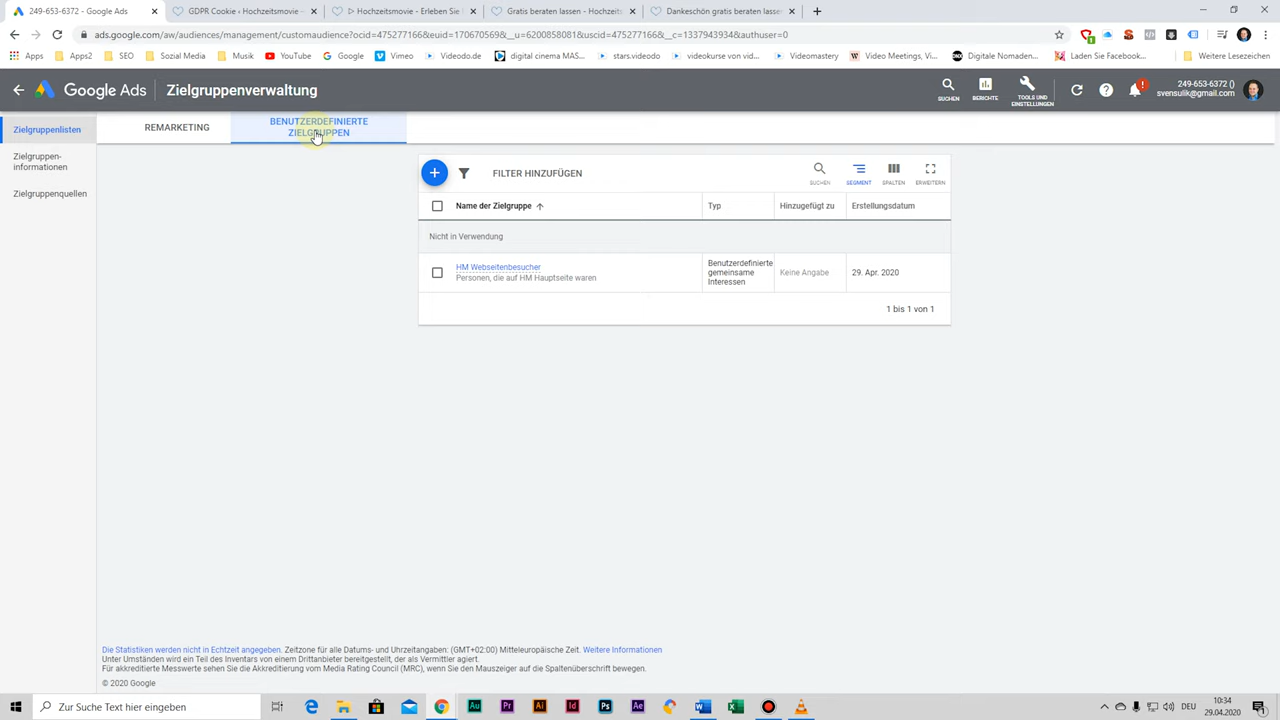 249-653-6372 - Zielgruppenverwal
GDPR Cookie ‹ Hochzeitsmovie —
▷ Hochzeitsmovie - Erleben Sie I
Gratis beraten lassen - Hochzeits
Dankeschön gratis beraten lassen
ads.google.com/aw/audiences/management/customaudience?ocid=475277166&euid=170670569&__u=6200858081&uscid=475277166&__c=1337943934&authuser=0
Apps
Apps2
SEO
Sozial Media
Musik
YouTube
Google
Vimeo
Videodo.de
digital cinema MAS...
stars.videodo
videokurse von vid...
Videomastery
Video Meetings, Vi...
Digitale Nomaden...
Laden Sie Facebook...
Weitere Lesezeichen
Google Ads
Zielgruppenverwaltung
SUCHEN
BERICHTE
TOOLS UND
EINSTELLUNGEN
249-653-6372 ()
svensulik@gmail.com
Zielgruppenlisten
Zielgruppen-
informationen
Zielgruppenquellen
REMARKETING
BENUTZERDEFINIERTE
ZIELGRUPPEN
FILTER HINZUFÜGEN
SUCHEN
SEGMENT
SPALTEN
ERWEITERN
Name der Zielgruppe
Typ
Hinzugefügt zu
Erstellungsdatum
Nicht in Verwendung
HM Webseitenbesucher
Personen, die auf HM Hauptseite waren
Benutzerdefinierte
gemeinsame
Interessen
Keine Angabe
29. Apr. 2020
1 bis 1 von 1
Die Statistiken werden nicht in Echtzeit angegeben. Zeitzone für alle Datums- und Uhrzeitangaben: (GMT+02:00) Mitteleuropäische Zeit. Weitere Informationen
Unter Umständen wird ein Teil des Inventars von einem Drittanbieter bereitgestellt, der als Vermittler agiert.
Für akkreditierte Messwerte sehen Sie die Akkreditierung vom Media Rating Council (MRC), wenn Sie den Mauszeiger auf die Spaltenüberschrift bewegen.
© 2020 Google
Zur Suche Text hier eingeben
DEU
10:34
29.04.2020